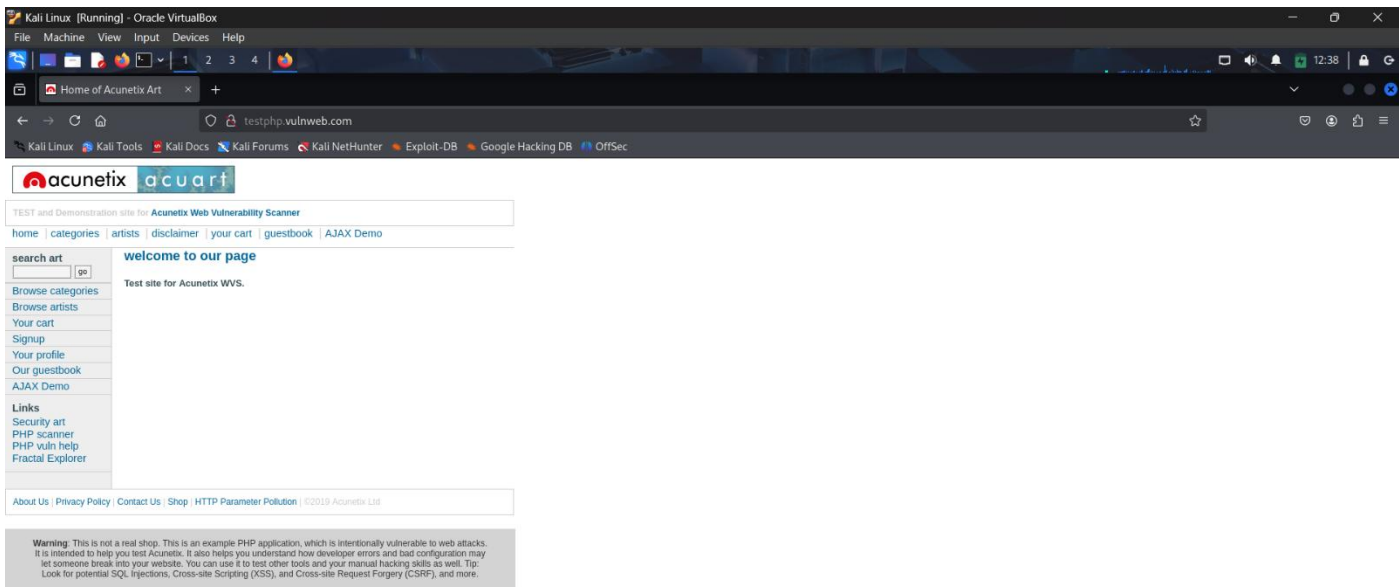 Kali Linux [Running] - Oracle VirtualBox
File Machine View Input Devices Help
1 2 3 4
12:38
Home of Acunetix Art
testphp.vulnweb.com
Kali Linux Kali Tools Kali Docs Kali Forums Kali NetHunter Exploit-DB Google Hacking DB OffSec
acunetix acuart
TEST and Demonstration site for Acunetix Web Vulnerability Scanner
home | categories | artists | disclaimer | your cart | guestbook | AJAX Demo
search art
go
Browse categories
Browse artists
Your cart
Signup
Your profile
Our guestbook
AJAX Demo
Links
Security art
PHP scanner
PHP vuln help
Fractal Explorer
welcome to our page
Test site for Acunetix WVS.
About Us | Privacy Policy | Contact Us | Shop | HTTP Parameter Pollution | ©2019 Acunetix Ltd
Warning: This is not a real shop. This is an example PHP application, which is intentionally vulnerable to web attacks.
It is intended to help you test Acunetix. It also helps you understand how developer errors and bad configuration may
let someone break into your website. You can use it to test other tools and your manual hacking skills as well. Tip:
Look for potential SQL Injections, Cross-site Scripting (XSS), and Cross-site Request Forgery (CSRF), and more.